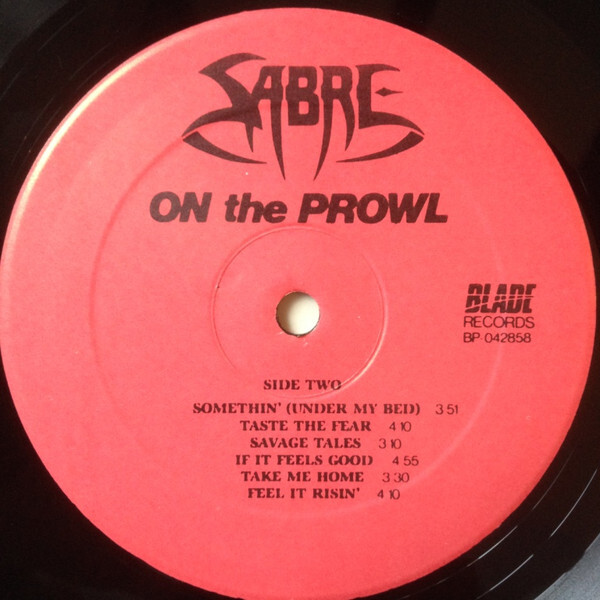 SABRE
ON the PROWL
BLADE
RECORDS
BP-042858
SIDE TWO
SOMETHIN' (UNDER MY BED) 3 51
TASTE THE FEAR 4 10
SAVAGE TALES 3 10
IF IT FEELS GOOD 4 55
TAKE ME HOME 3 30
FEEL IT RISIN' 4 10